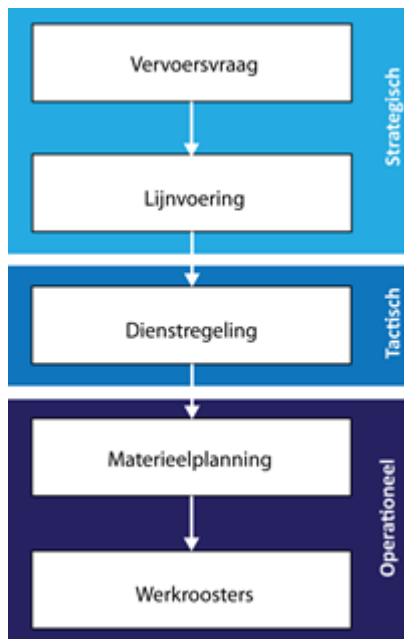 Vervoersvraag
Strategisch
Lijnvoering
Dienstregeling
Tactisch
Materieelplanning
Operationeel
Werkroosters